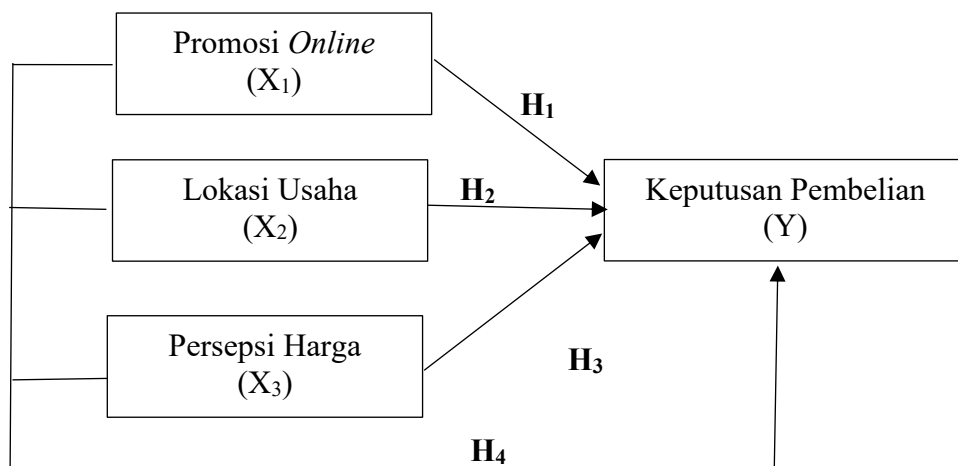 Promosi Online
(X₁)
H₁
Lokasi Usaha
(X₂)
H₂
Keputusan Pembelian
(Y)
Persepsi Harga
(X₃)
H₃
H₄